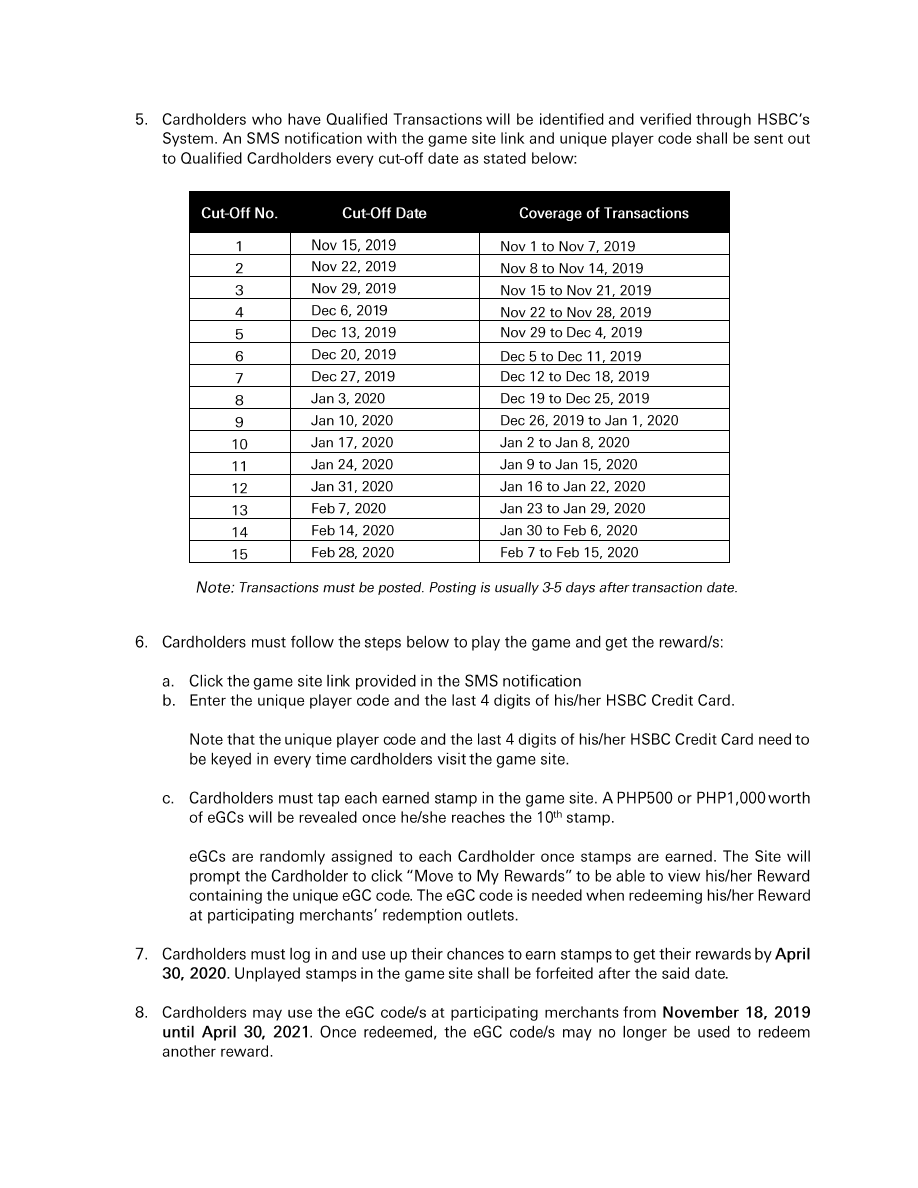 5. Cardholders who have Qualified Transactions will be identified and verified through HSBC's
System. An SMS notification with the game site link and unique player code shall be sent out
to Qualified Cardholders every cut-off date as stated below:
Cut-Off No. Cut-Off Date Coverage of Transactions
1 Nov 15, 2019 Nov 1 to Nov 7, 2019
2 Nov 22, 2019 Nov 8 to Nov 14, 2019
3 Nov 29, 2019 Nov 15 to Nov 21, 2019
4 Dec 6, 2019 Nov 22 to Nov 28, 2019
5 Dec 13, 2019 Nov 29 to Dec 4, 2019
6 Dec 20, 2019 Dec 5 to Dec 11, 2019
7 Dec 27, 2019 Dec 12 to Dec 18, 2019
8 Jan 3, 2020 Dec 19 to Dec 25, 2019
9 Jan 10, 2020 Dec 26, 2019 to Jan 1, 2020
10 Jan 17, 2020 Jan 2 to Jan 8, 2020
11 Jan 24, 2020 Jan 9 to Jan 15, 2020
12 Jan 31, 2020 Jan 16 to Jan 22, 2020
13 Feb 7, 2020 Jan 23 to Jan 29, 2020
14 Feb 14, 2020 Jan 30 to Feb 6, 2020
15 Feb 28, 2020 Feb 7 to Feb 15, 2020
Note: Transactions must be posted. Posting is usually 3-5 days after transaction date.
6. Cardholders must follow the steps below to play the game and get the reward/s:
a. Click the game site link provided in the SMS notification
b. Enter the unique player code and the last 4 digits of his/her HSBC Credit Card.
Note that the unique player code and the last 4 digits of his/her HSBC Credit Card need to
be keyed in every time cardholders visit the game site.
c. Cardholders must tap each earned stamp in the game site. A PHP500 or PHP1,000 worth
of eGCs will be revealed once he/she reaches the 10th stamp.
eGCs are randomly assigned to each Cardholder once stamps are earned. The Site will
prompt the Cardholder to click “Move to My Rewards” to be able to view his/her Reward
containing the unique eGC code. The eGC code is needed when redeeming his/her Reward
at participating merchants' redemption outlets.
7. Cardholders must log in and use up their chances to earn stamps to get their rewards by April
30, 2020. Unplayed stamps in the game site shall be forfeited after the said date.
8. Cardholders may use the eGC code/s at participating merchants from November 18, 2019
until April 30, 2021. Once redeemed, the eGC code/s may no longer be used to redeem
another reward.